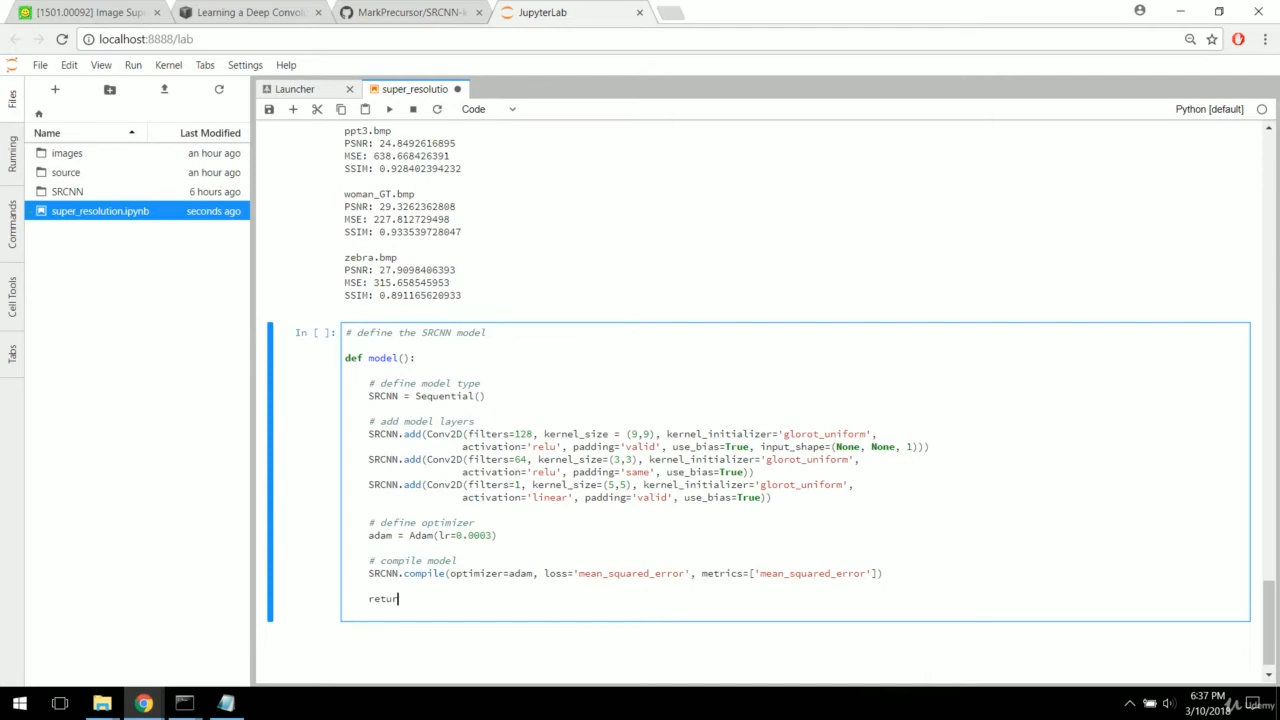 [1501.00092] Image Sup
Learning a Deep Convolu
MarkPrecursor/SRCNN-k
JupyterLab
localhost:8888/lab
File Edit View Run Kernel Tabs Settings Help
Files
Running
Commands
Cell Tools
Tabs
Name Last Modified
images an hour ago
source an hour ago
SRCNN 6 hours ago
super_resolution.ipynb seconds ago
Launcher
super_resolutio
Code
Python [default]
ppt3.bmp
PSNR: 24.8492616895
MSE: 638.668426391
SSIM: 0.928402394232
woman_GT.bmp
PSNR: 29.3262362808
MSE: 227.812729498
SSIM: 0.933539728047
zebra.bmp
PSNR: 27.9098406393
MSE: 315.658545953
SSIM: 0.891165620933
In [ ]:
# define the SRCNN model
def model():
# define model type
SRCNN = Sequential()
# add model layers
SRCNN.add(Conv2D(filters=128, kernel_size = (9,9), kernel_initializer='glorot_uniform',
activation='relu', padding='valid', use_bias=True, input_shape=(None, None, 1)))
SRCNN.add(Conv2D(filters=64, kernel_size=(3,3), kernel_initializer='glorot_uniform',
activation='relu', padding='same', use_bias=True))
SRCNN.add(Conv2D(filters=1, kernel_size=(5,5), kernel_initializer='glorot_uniform',
activation='linear', padding='valid', use_bias=True))
# define optimizer
adam = Adam(lr=0.0003)
# compile model
SRCNN.compile(optimizer=adam, loss='mean_squared_error', metrics=['mean_squared_error'])
retur
6:37 PM
3/10/2018
Udemy